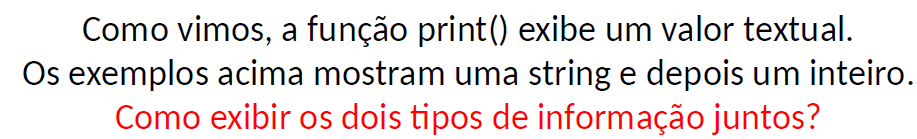 Como vimos, a função print() exibe um valor textual.
Os exemplos acima mostram uma string e depois um inteiro.
Como exibir os dois tipos de informação juntos?